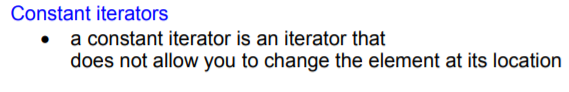 Constant iterators
• a constant iterator is an iterator that
does not allow you to change the element at its location